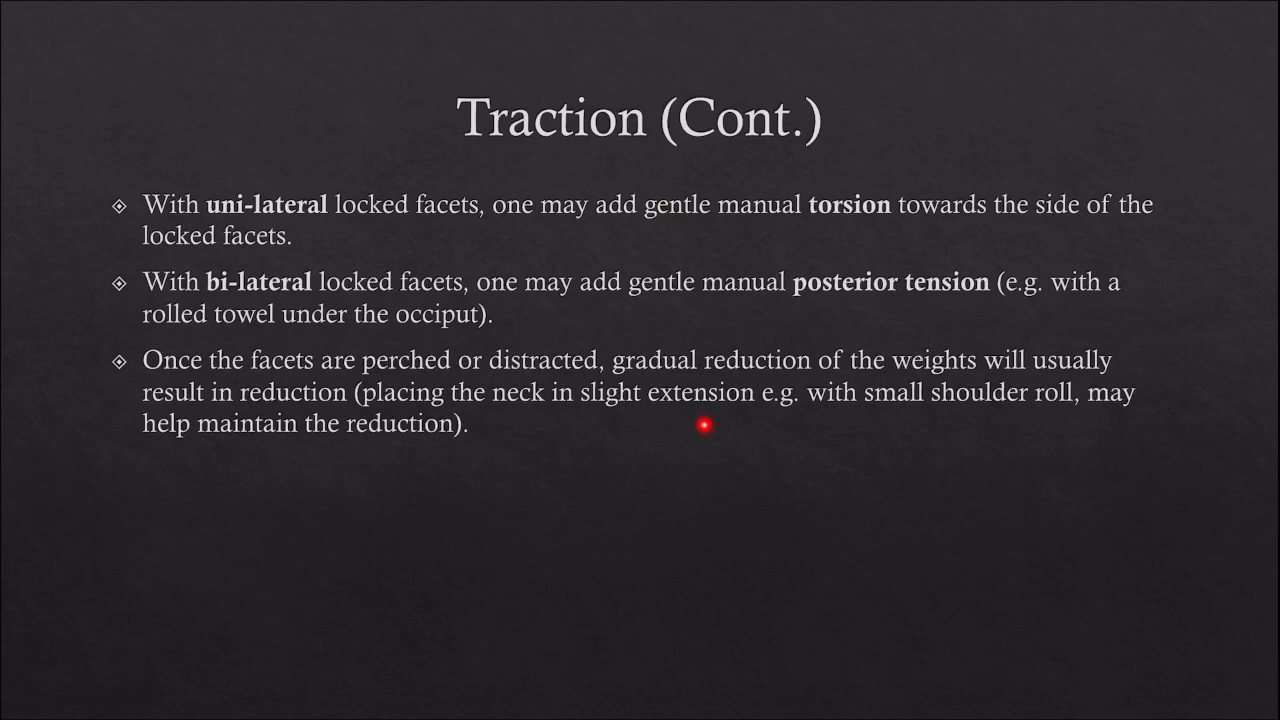 Traction (Cont.)
With uni-lateral locked facets, one may add gentle manual torsion towards the side of the
locked facets.
With bi-lateral locked facets, one may add gentle manual posterior tension (e.g. with a
rolled towel under the occiput).
Once the facets are perched or distracted, gradual reduction of the weights will usually
result in reduction (placing the neck in slight extension e.g. with small shoulder roll, may
help maintain the reduction).